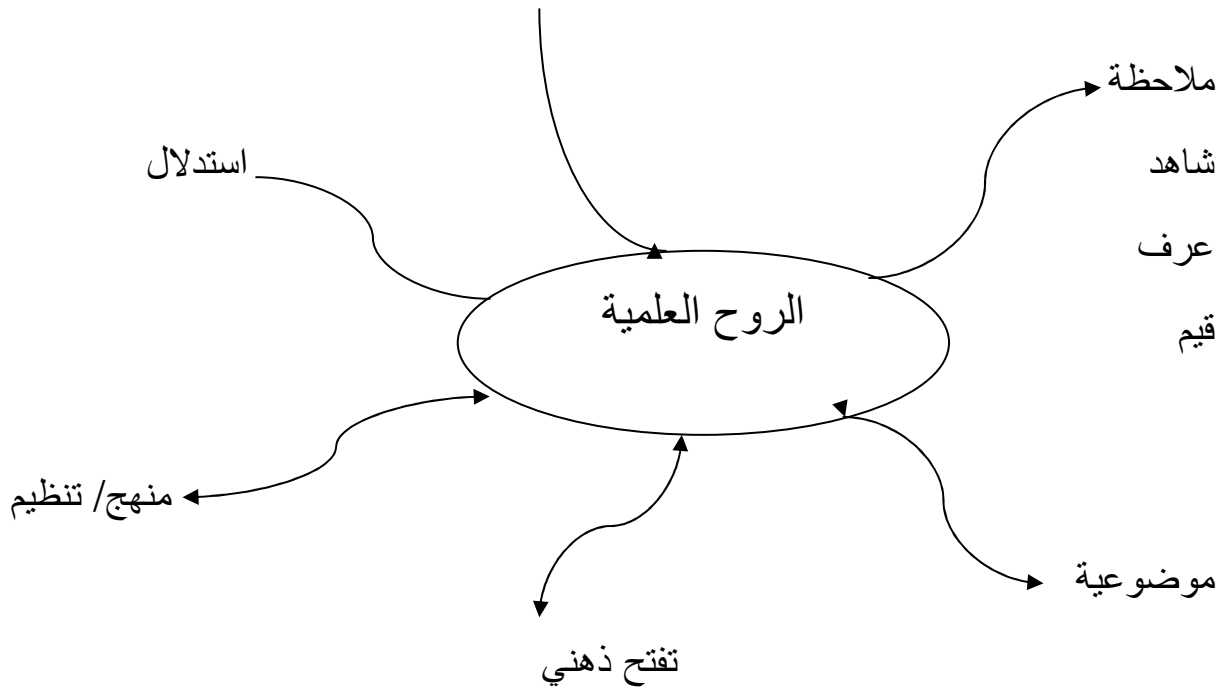 ملاحظة
شاهد
عرف
قيم
استدلال
الروح العلمية
منهج/ تنظيم
موضوعية
تفتح ذهني